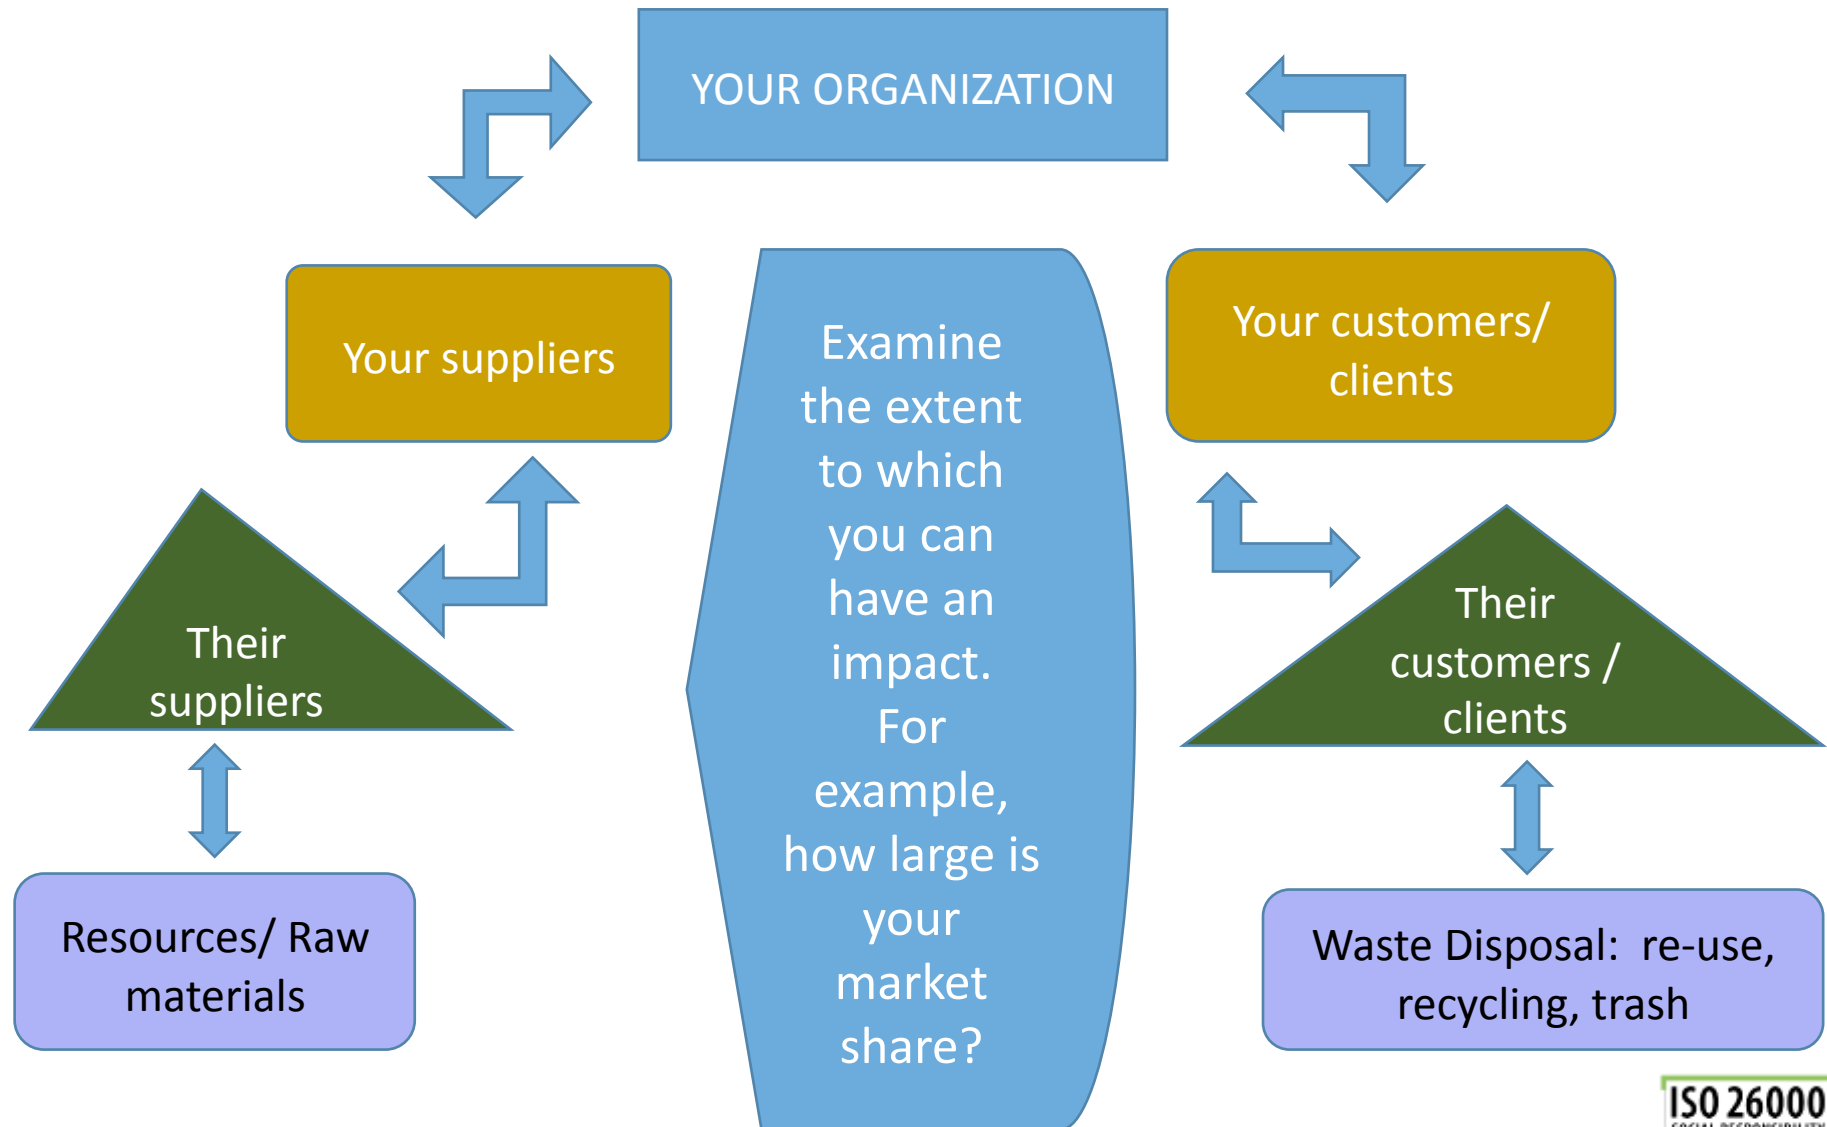 YOUR ORGANIZATION
Your suppliers
Your customers/
clients
Examine
the extent
to which
you can
have an
impact.
For
example,
how large is
your
market
share?
Their
suppliers
Their
customers /
clients
Resources/ Raw
materials
Waste Disposal:  re-use,
recycling, trash
ISO 26000
SOCIAL RESPONSIBILITY